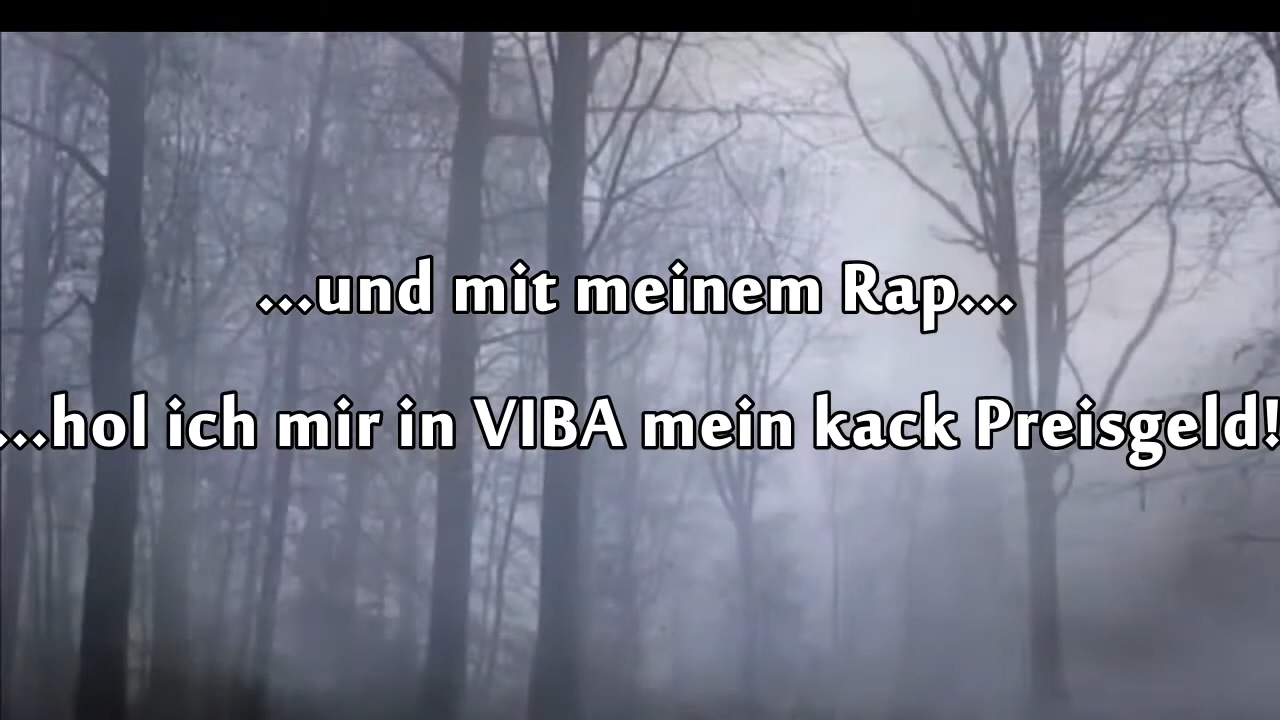 ...und mit meinem Rap...
...hol ich mir in VIBA mein kack Preisgeld!